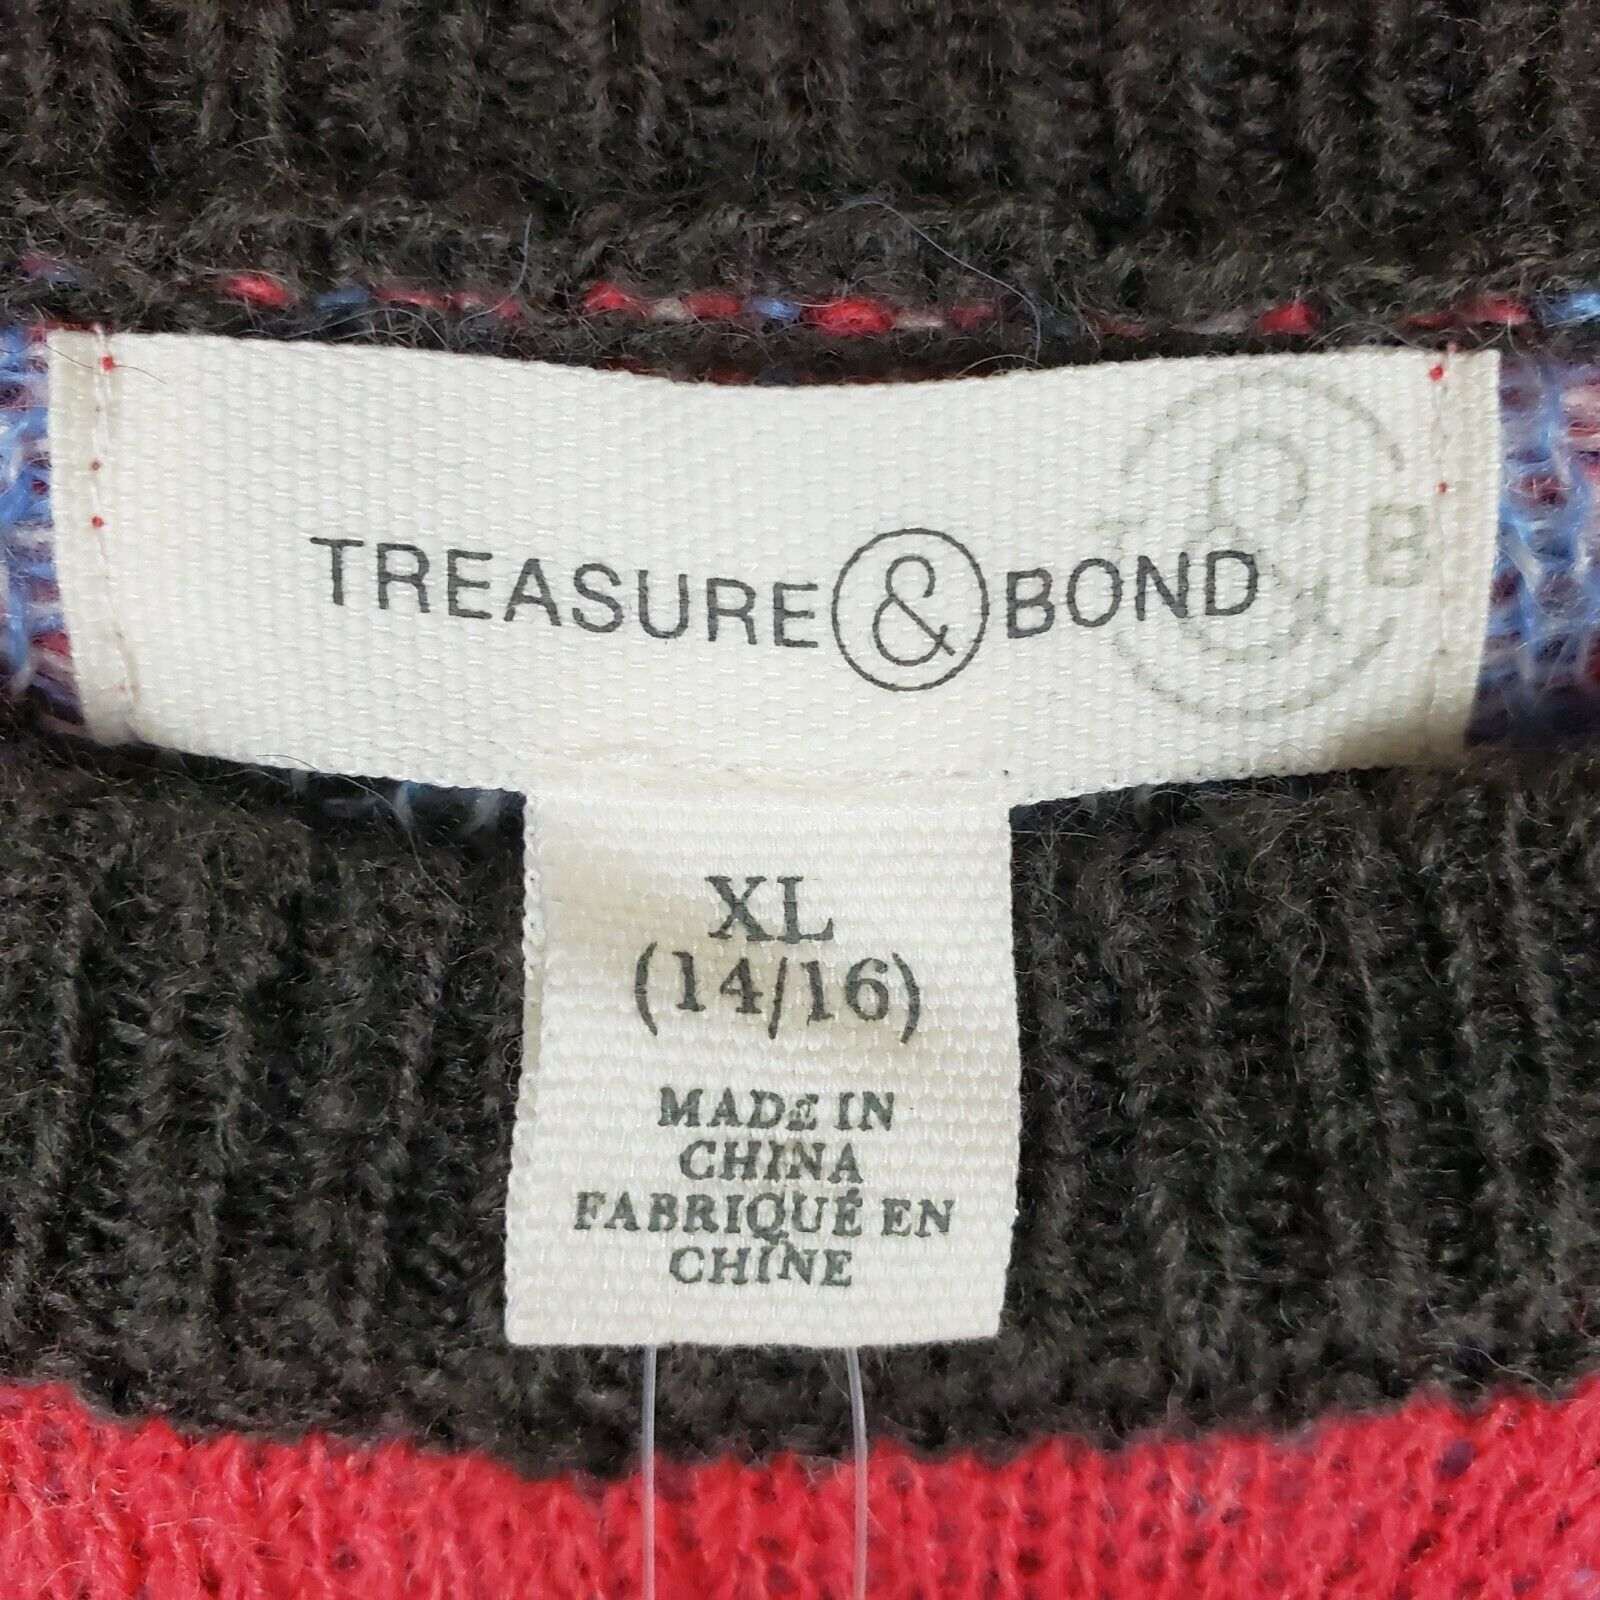 TREASURE & BOND
& B
XL
(14/16)
MADE IN
CHINA
FABRIQUÉ EN
CHINE